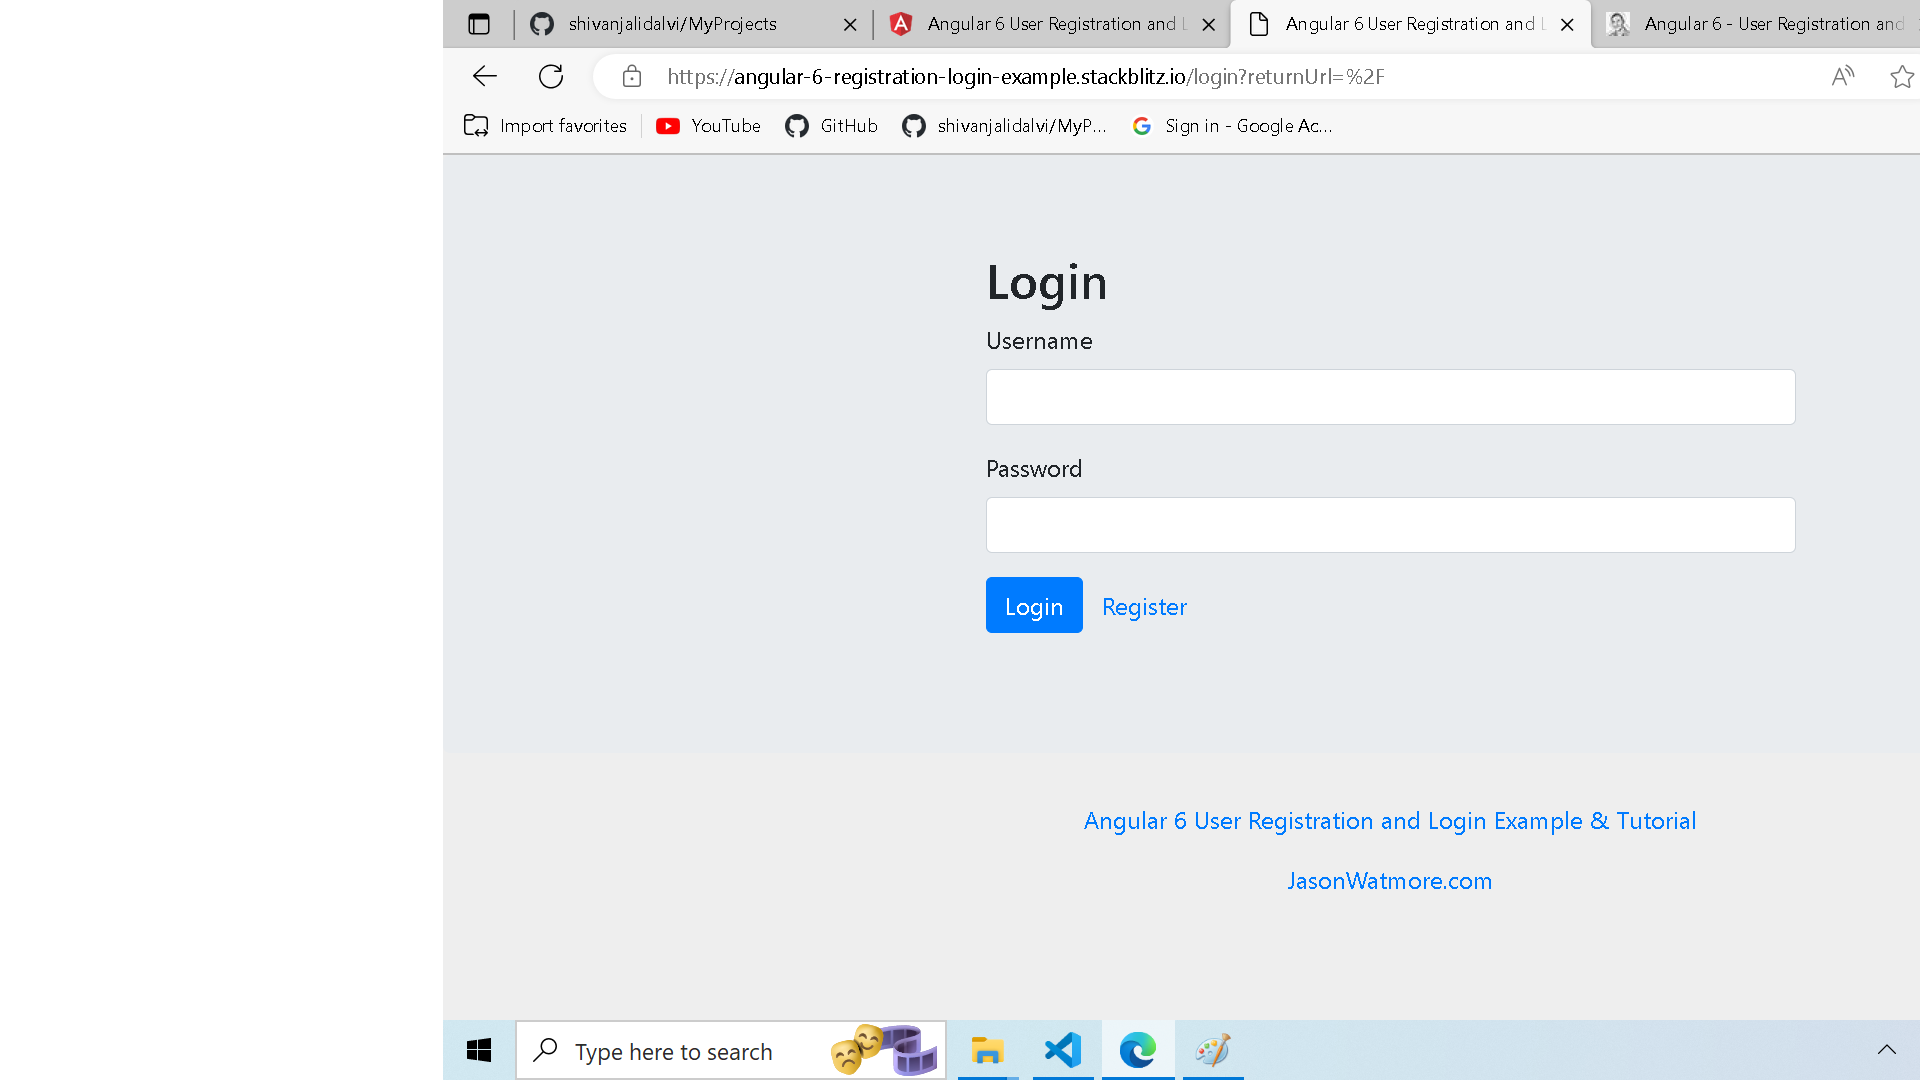 shivanjalidalvi/MyProjects
Angular 6 User Registration and L
Angular 6 User Registration and L
Angular 6 - User Registration and
https://angular-6-registration-login-example.stackblitz.io/login?returnUrl=%2F
Import favorites
YouTube
GitHub
shivanjalidalvi/MyP...
Sign in - Google Ac...
Login
Username
Password
Login
Register
Angular 6 User Registration and Login Example & Tutorial
JasonWatmore.com
Type here to search